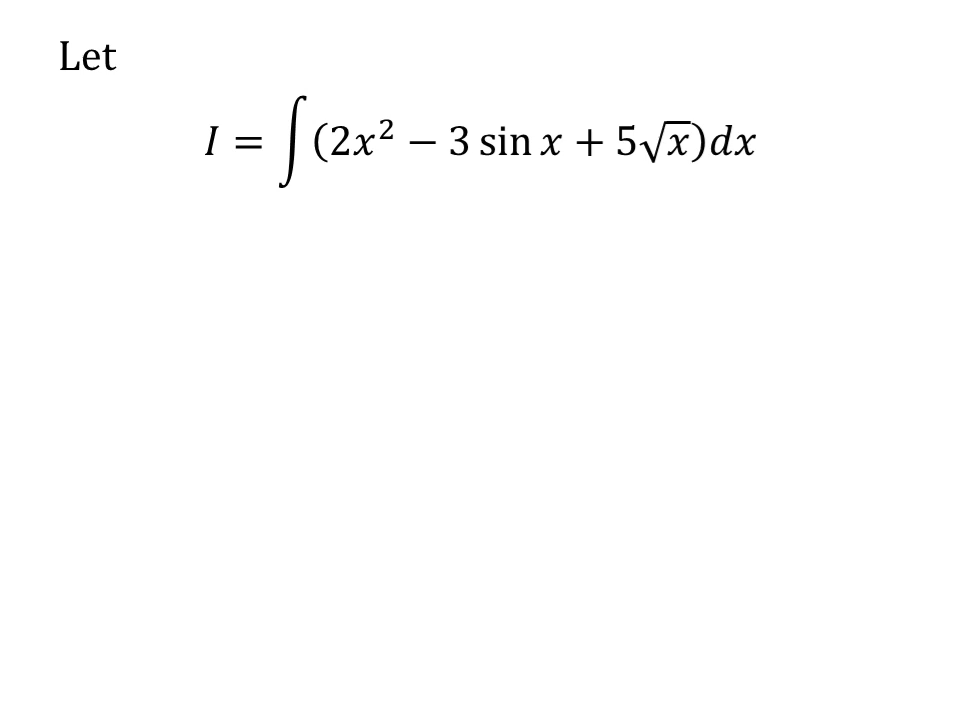 Let
𝐼 = ∫(2𝑥² − 3 sin 𝑥 + 5√𝑥)𝑑𝑥